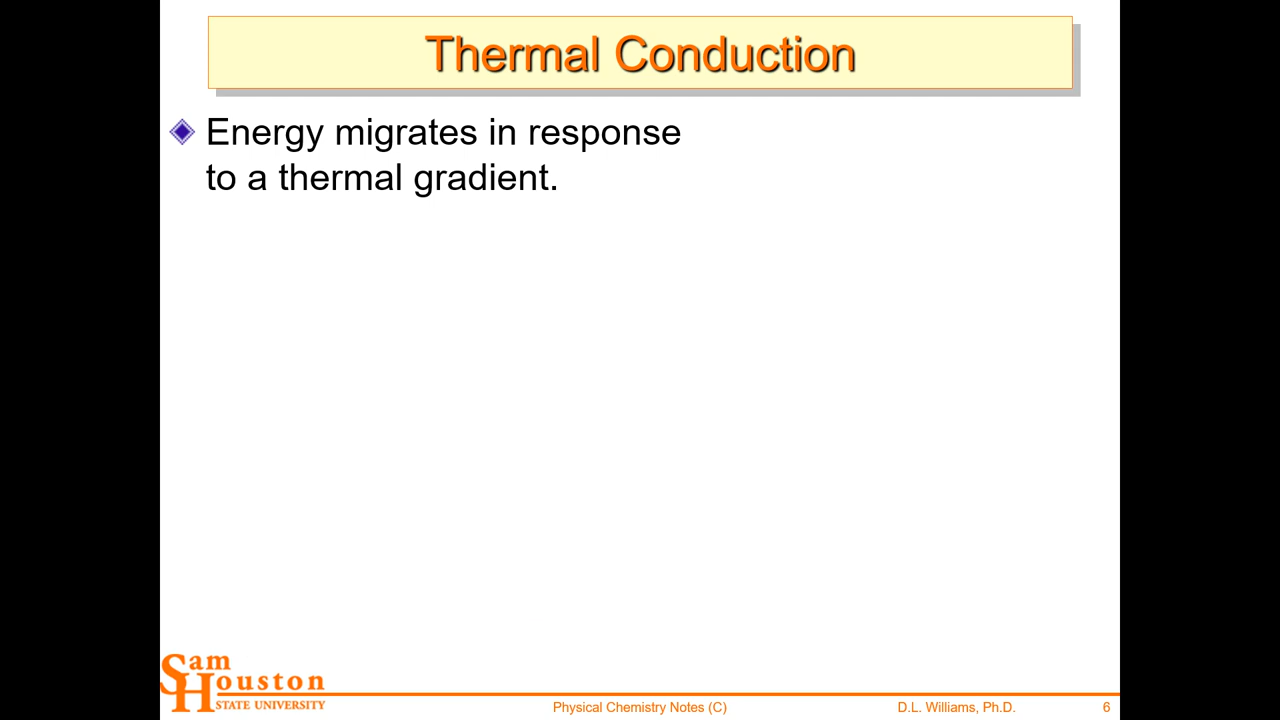 Thermal Conduction
Energy migrates in response
to a thermal gradient.
Sam
Houston
STATE UNIVERSITY
Physical Chemistry Notes (C)
D.L. Williams, Ph.D.
6